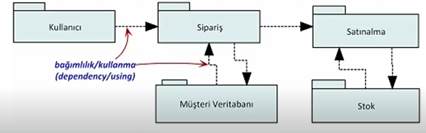 Kullanıcı
Sipariş
Satınalma
bağımlılık/kullanma
(dependency/using)
Müşteri Veritabanı
Stok